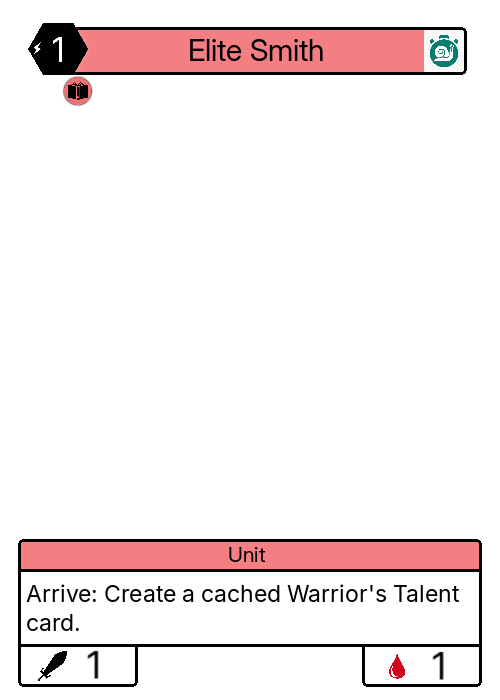 1
Elite Smith
Unit
Arrive: Create a cached Warrior's Talent
card.
1
1